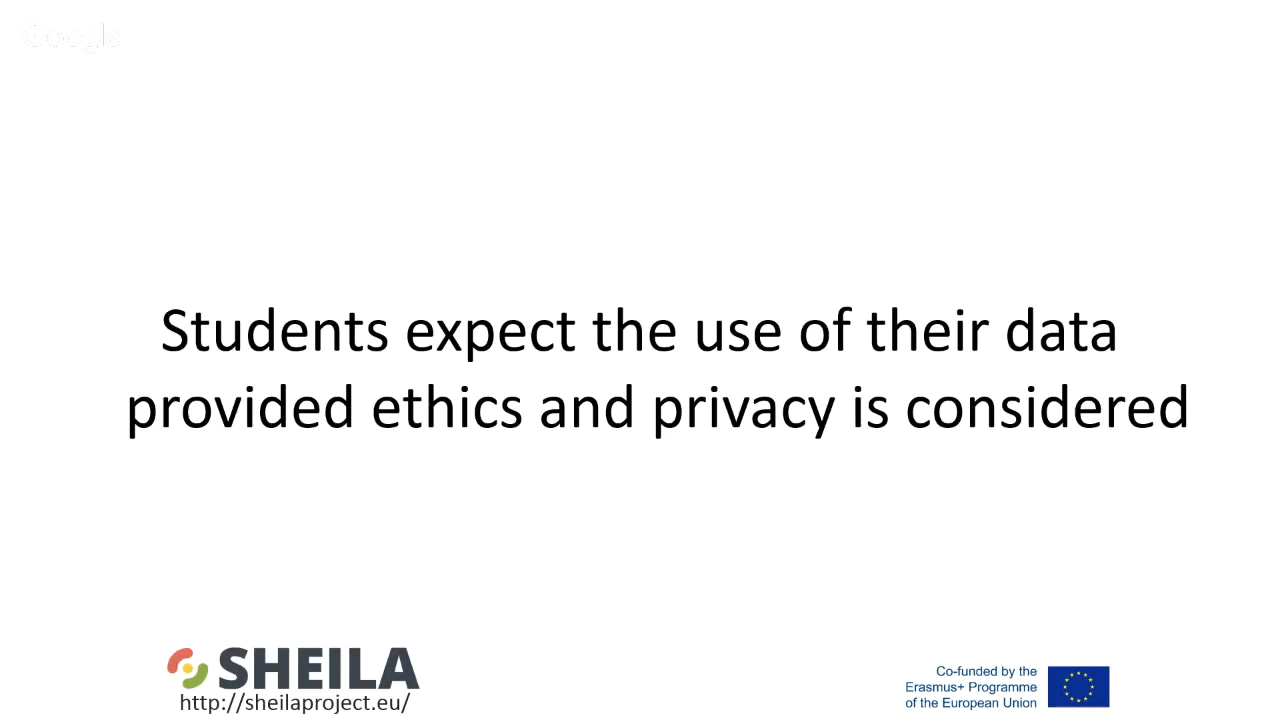 Students expect the use of their data
provided ethics and privacy is considered
SHEILA
http://sheilaproject.eu/
Co-funded by the
Erasmus+ Programme
of the European Union